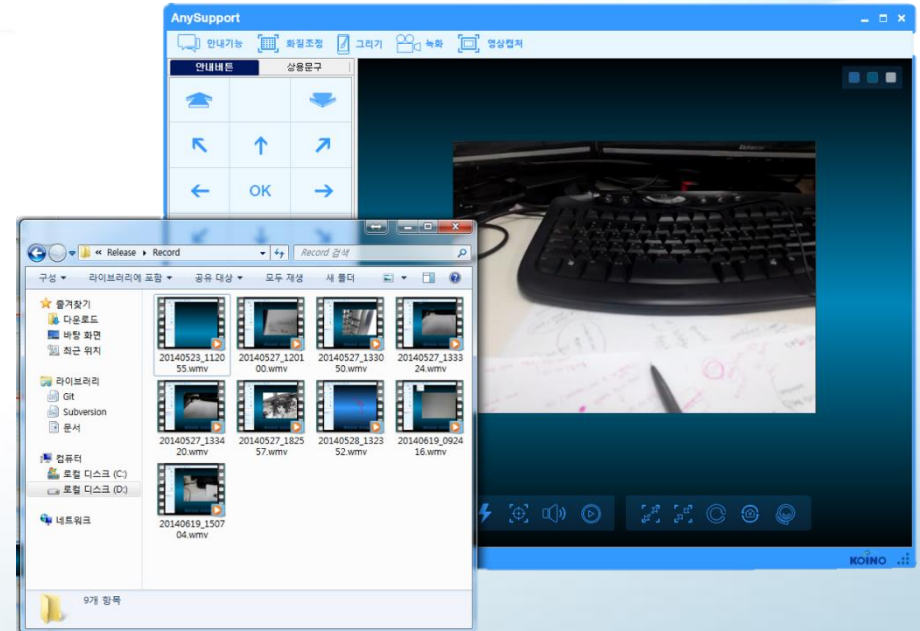 AnySupport
안내기능 화질조정 그리기 녹화 영상캡처
안내버튼 상용문구
OK
« Release ▸ Record
Record 검색
구성 라이브러리에 포함 공유 대상 모두 재생 새 폴더
즐겨찾기
다운로드
바탕 화면
최근 위치
라이브러리
Git
Subversion
문서
컴퓨터
로컬 디스크 (C:)
로컬 디스크 (D:)
네트워크
20140523_112055.wmv
20140527_120100.wmv
20140527_133050.wmv
20140527_133324.wmv
20140527_133420.wmv
20140527_182557.wmv
20140528_132352.wmv
20140619_092416.wmv
20140619_150704.wmv
9개 항목
KOINO